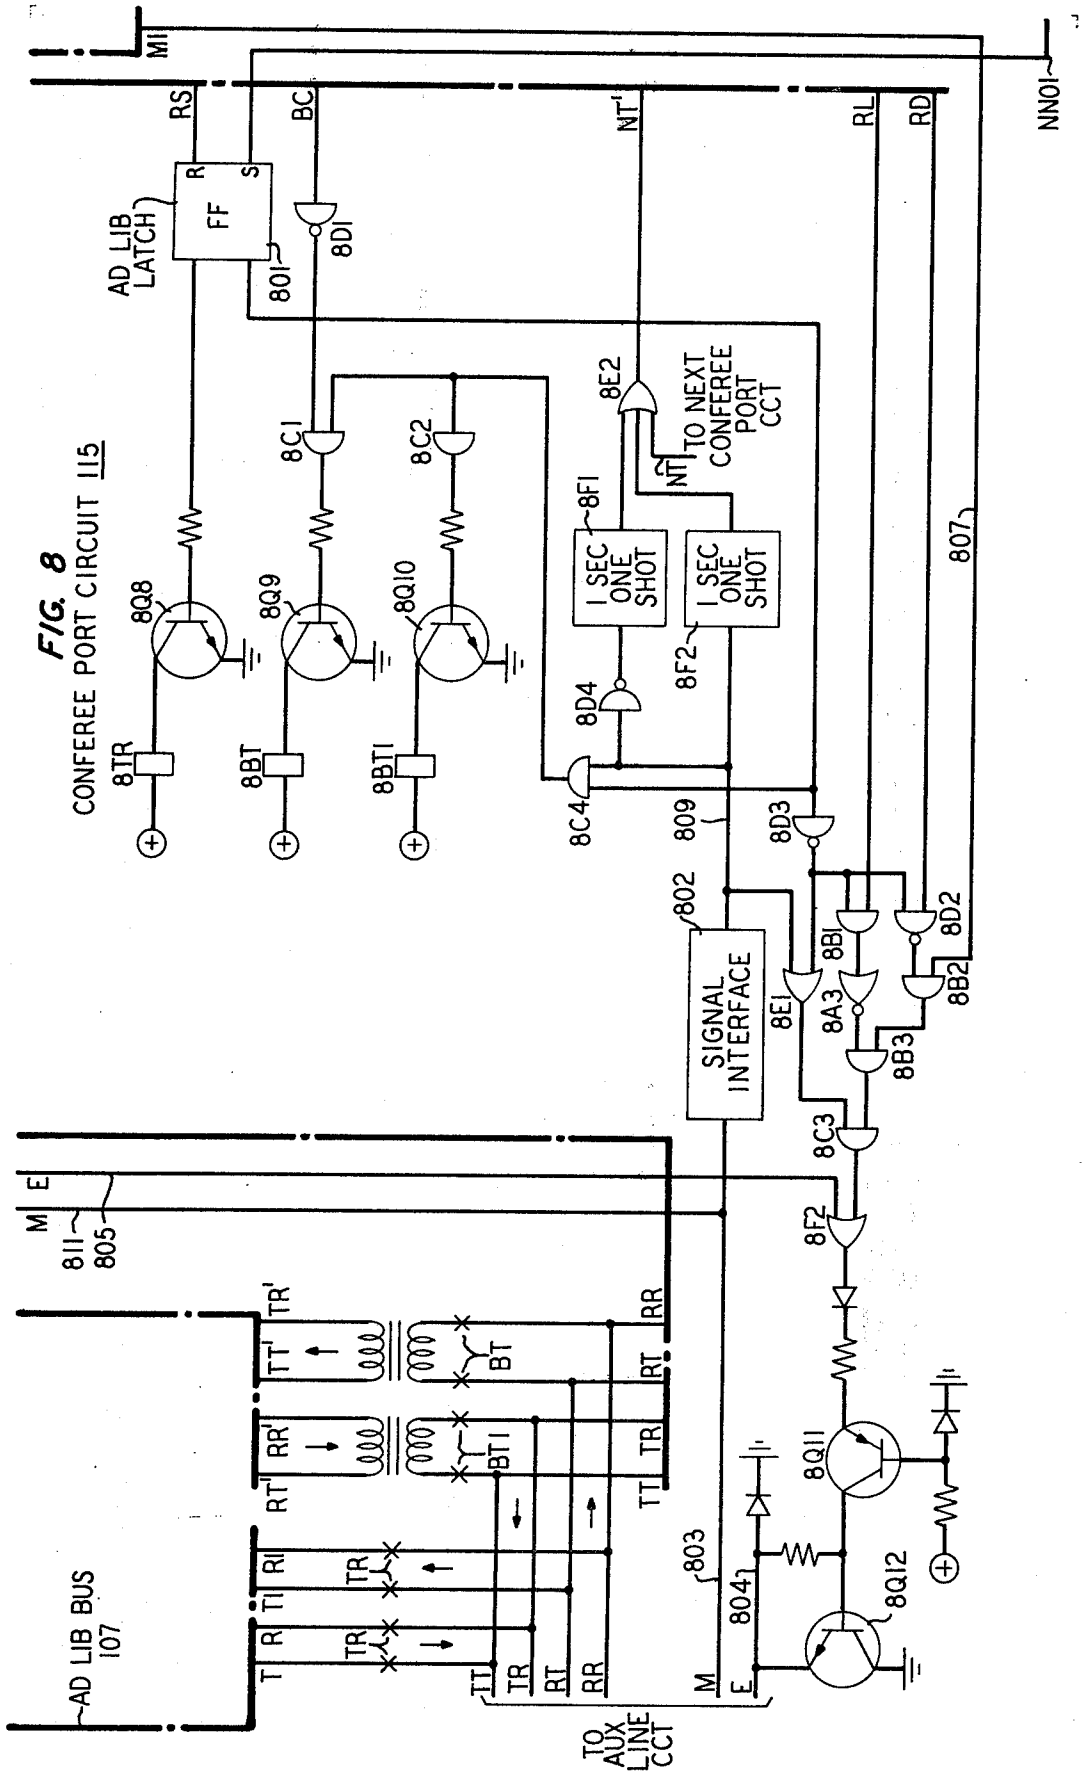 FIG. 8
CONFEREE PORT CIRCUIT 115
AD LIB BUS
107
T
R
T1
R1
TR
TR
RT'
RR'
TT'
TR'
BT1
BT
TT
TR
RT
RR
TT
TR
RT
RR
M
E
TO
AUX
LINE
CCT
M
E
811
805
803
804
8Q12
8Q11
8F2
8C3
8B3
8A3
8B1
8B2
8D2
8E1
8D3
SIGNAL
INTERFACE
802
809
8TR
8BT
8BT1
8Q8
8Q9
8Q10
8C1
8C2
8C4
8D4
1 SEC
ONE
SHOT
8F1
1 SEC
ONE
SHOT
8F2
8E2
NT
TO NEXT
CONFEREE
PORT
CCT
AD LIB
LATCH
FF
R
S
801
8D1
RS
BC
NT'
RL
RD
807
M1
NN01